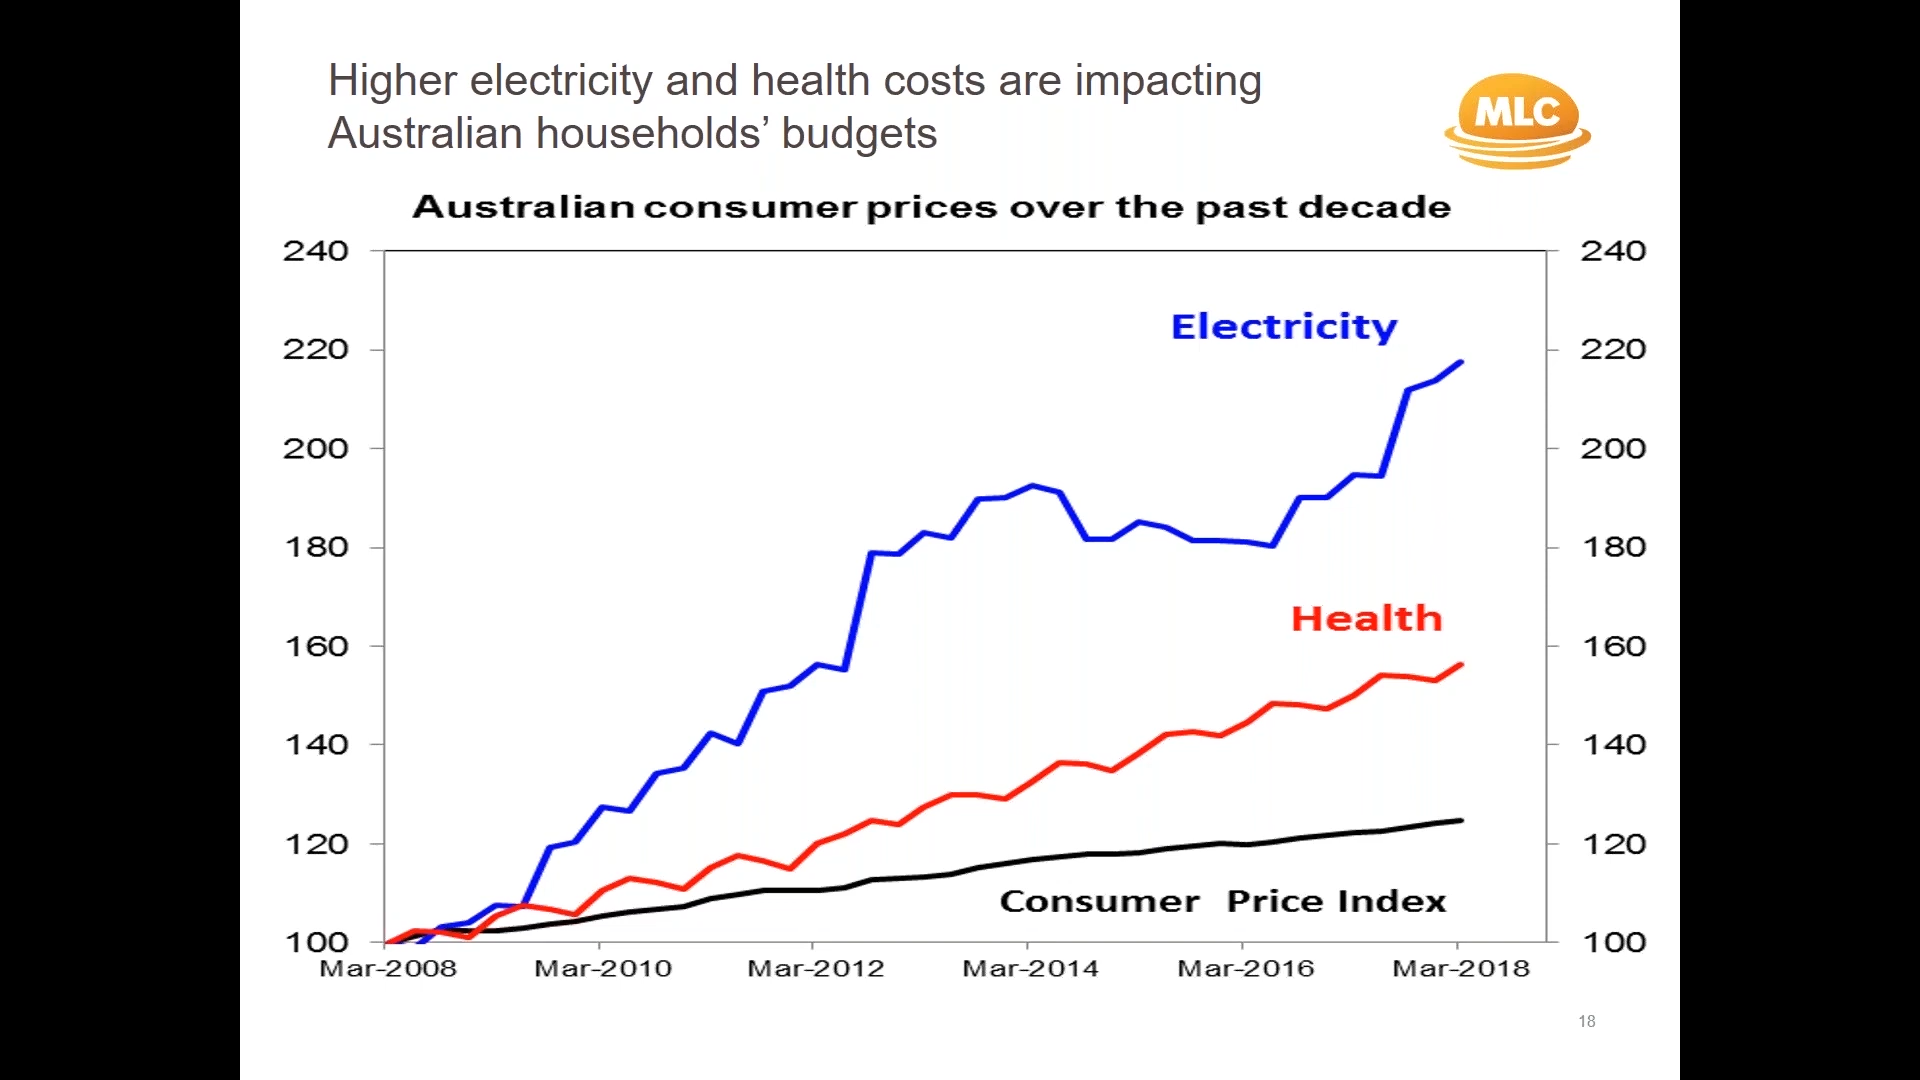 Higher electricity and health costs are impacting
Australian households’ budgets
MLC
Australian consumer prices over the past decade
240 240
Electricity
220 220
200 200
180 180
Health
160 160
140 140
120 120
Consumer Price Index
100 100
Mar-2008 Mar-2010 Mar-2012 Mar-2014 Mar-2016 Mar-2018
18